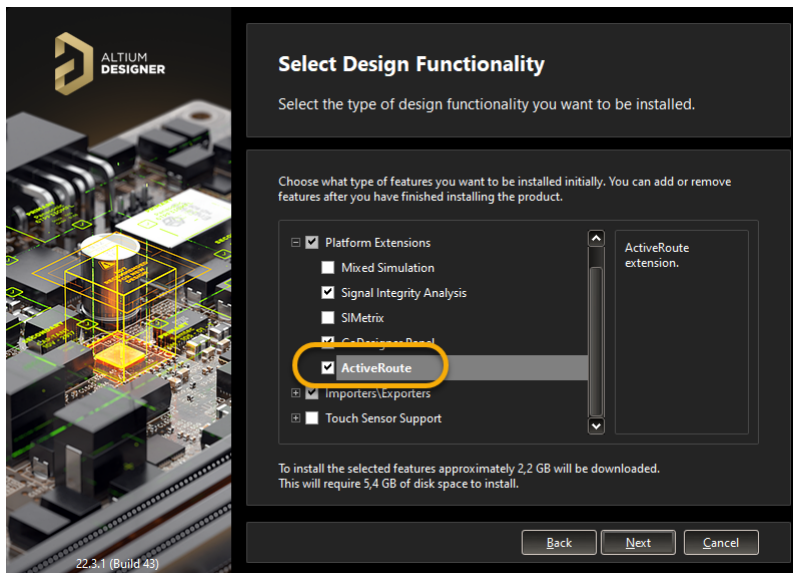 ALTIUM
DESIGNER
Select Design Functionality
Select the type of design functionality you want to be installed.
Choose what type of features you want to be installed initially. You can add or remove
features after you have finished installing the product.
Platform Extensions
Mixed Simulation
Signal Integrity Analysis
SIMetrix
CoDesigner Panel
ActiveRoute
Importers\Exporters
Touch Sensor Support
ActiveRoute
extension.
To install the selected features approximately 2,2 GB will be downloaded.
This will require 5,4 GB of disk space to install.
Back
Next
Cancel
22.3.1 (Build 43)